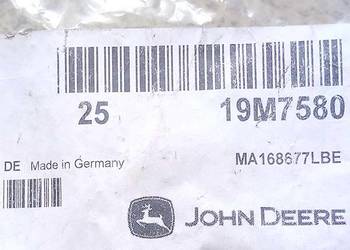 25 19M7580
DE Made in Germany MA168677LBE
JOHN DEERE